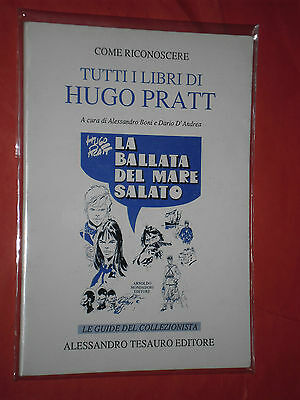 COME RICONOSCERE
TUTTI I LIBRI DI
HUGO PRATT
A cura di Alessandro Boni e Dario D'Andrea
HUGO PRATT
LA
BALLATA
DEL MARE
SALATO
ARNOLDO
MONDADORI
EDITORE
LE GUIDE DEL COLLEZIONISTA
ALESSANDRO TESAURO EDITORE